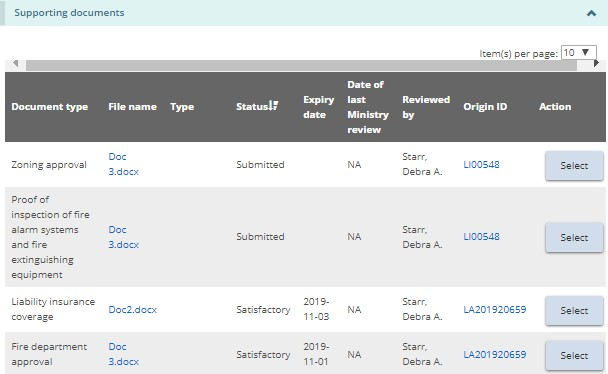 Supporting documents
Item(s) per page: 10
Document type File name Type Status Expiry date Date of last Ministry review Reviewed by Origin ID Action
Zoning approval Doc 3.docx Submitted NA Starr, Debra A. LI00548 Select
Proof of inspection of fire alarm systems and fire extinguishing equipment Doc 3.docx Submitted NA Starr, Debra A. LI00548 Select
Liability insurance coverage Doc2.docx Satisfactory 2019-11-03 NA Starr, Debra A. LA201920659 Select
Fire department approval Doc 3.docx Satisfactory 2019-11-01 NA Starr, Debra A. LA201920659 Select